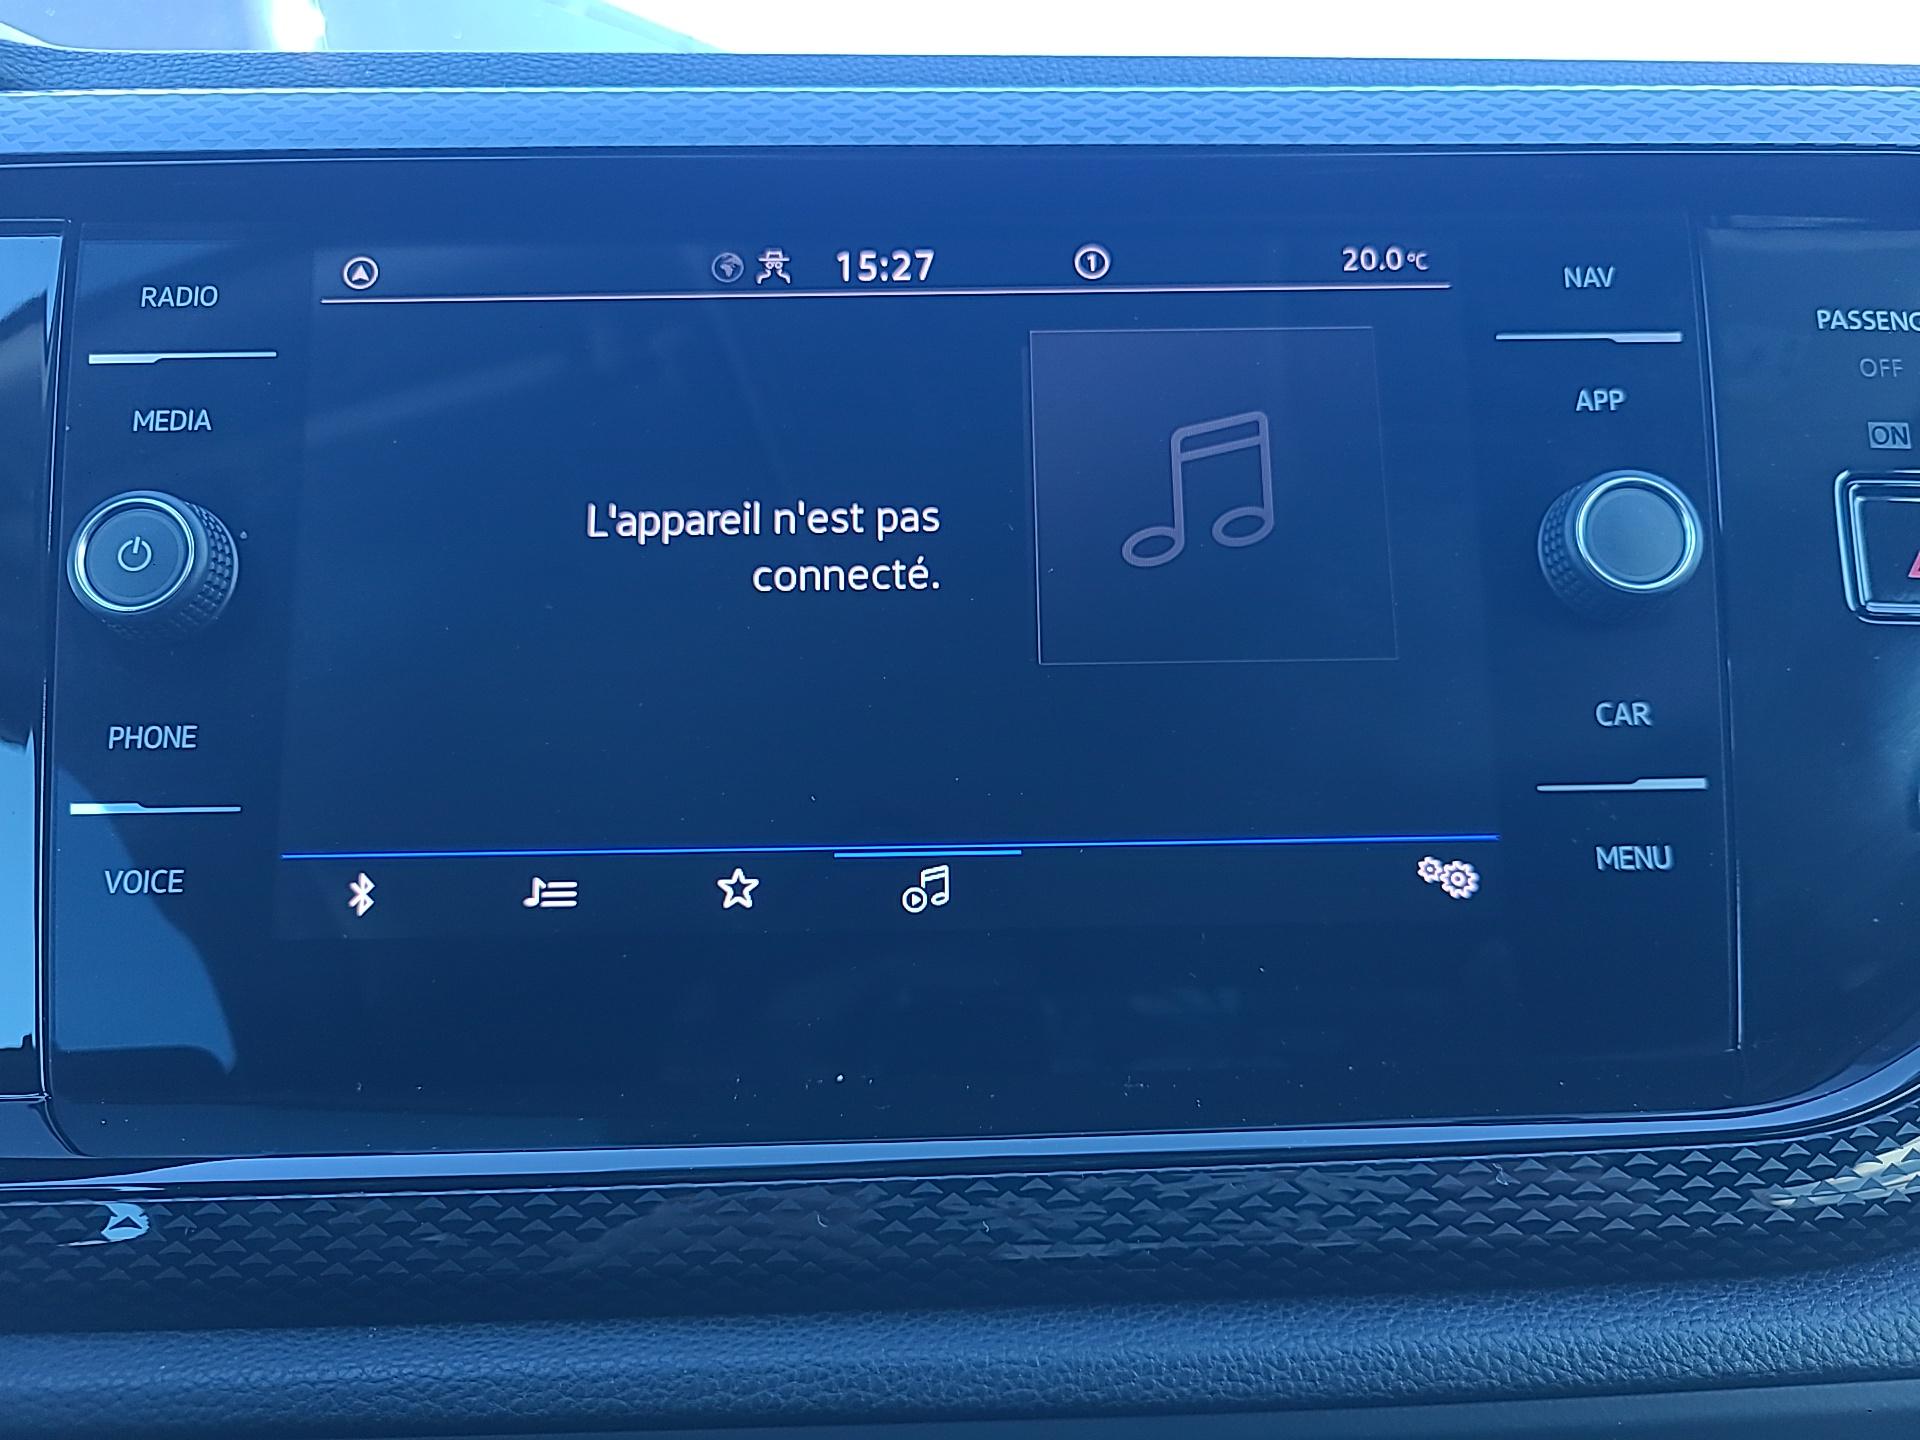 15:27
1
20.0°C
RADIO
MEDIA
PHONE
VOICE
L'appareil n'est pas
connecté.
NAV
APP
CAR
MENU
PASSENG
OFF
ON